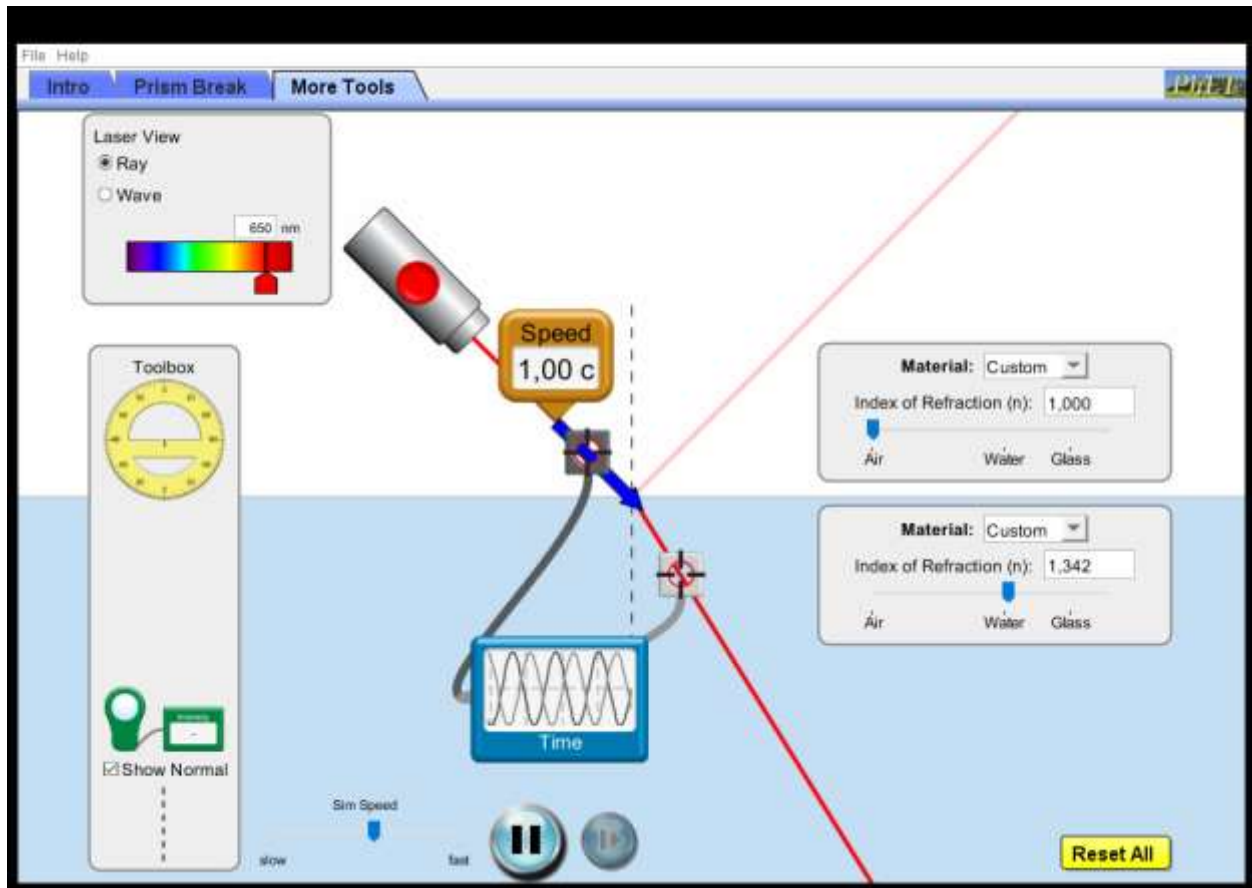 File Help
Intro Prism Break More Tools
Laser View
Ray
Wave
650 nm
Toolbox
Show Normal
Speed
1,00 c
Time
Material: Custom
Index of Refraction (n): 1,000
Air Water Glass
Material: Custom
Index of Refraction (n): 1,342
Air Water Glass
Sim Speed
slow fast
Reset All